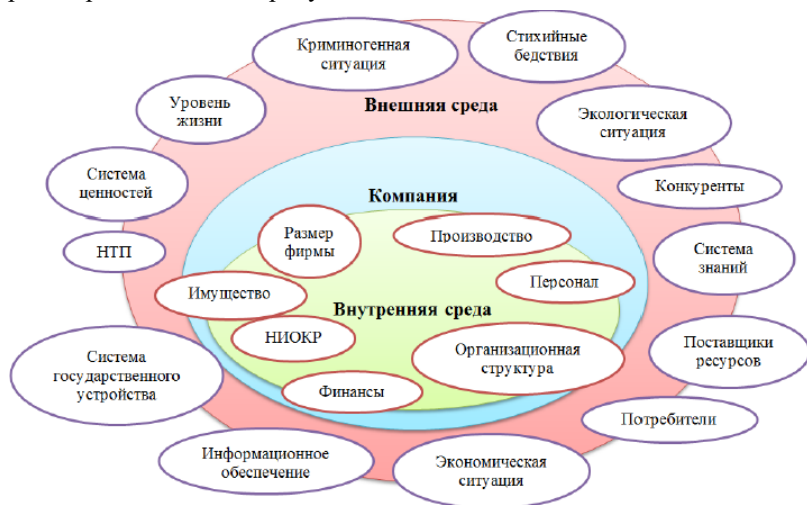 Криминогенная
ситуация
Стихийные
бедствия
Внешняя среда
Уровень
жизни
Экологическая
ситуация
Система
ценностей
Компания
Конкуренты
Размер
фирмы
Производство
НТП
Система
знаний
Имущество
Персонал
Внутренняя среда
НИОКР
Организационная
структура
Поставщики
ресурсов
Система
государственного
устройства
Финансы
Потребители
Информационное
обеспечение
Экономическая
ситуация